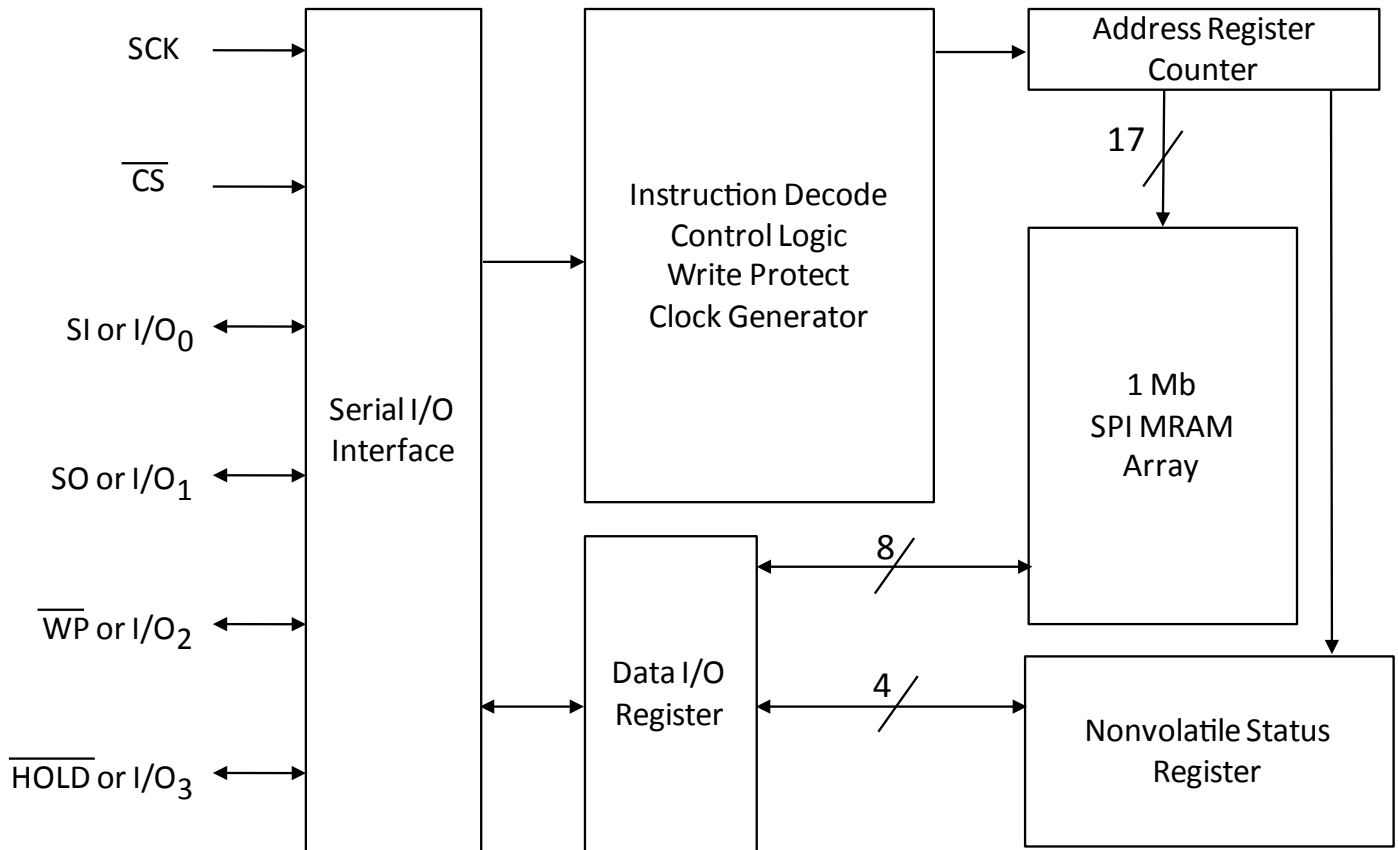 SCK
CS
SI or I/O0
SO or I/O1
WP or I/O2
HOLD or I/O3
Serial I/O
Interface
Instruction Decode
Control Logic
Write Protect
Clock Generator
Data I/O
Register
Address Register
Counter
17
1 Mb
SPI MRAM
Array
8
4
Nonvolatile Status
Register